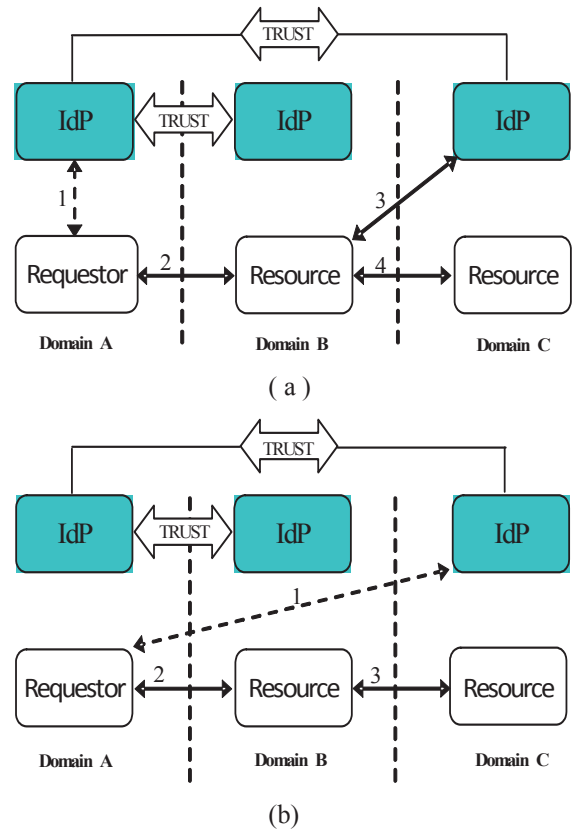 TRUST
IdP
TRUST
IdP
IdP
1
3
Requestor
2
Resource
4
Resource
Domain A
Domain B
Domain C
( a )
TRUST
IdP
TRUST
IdP
IdP
1
Requestor
2
Resource
3
Resource
Domain A
Domain B
Domain C
(b)